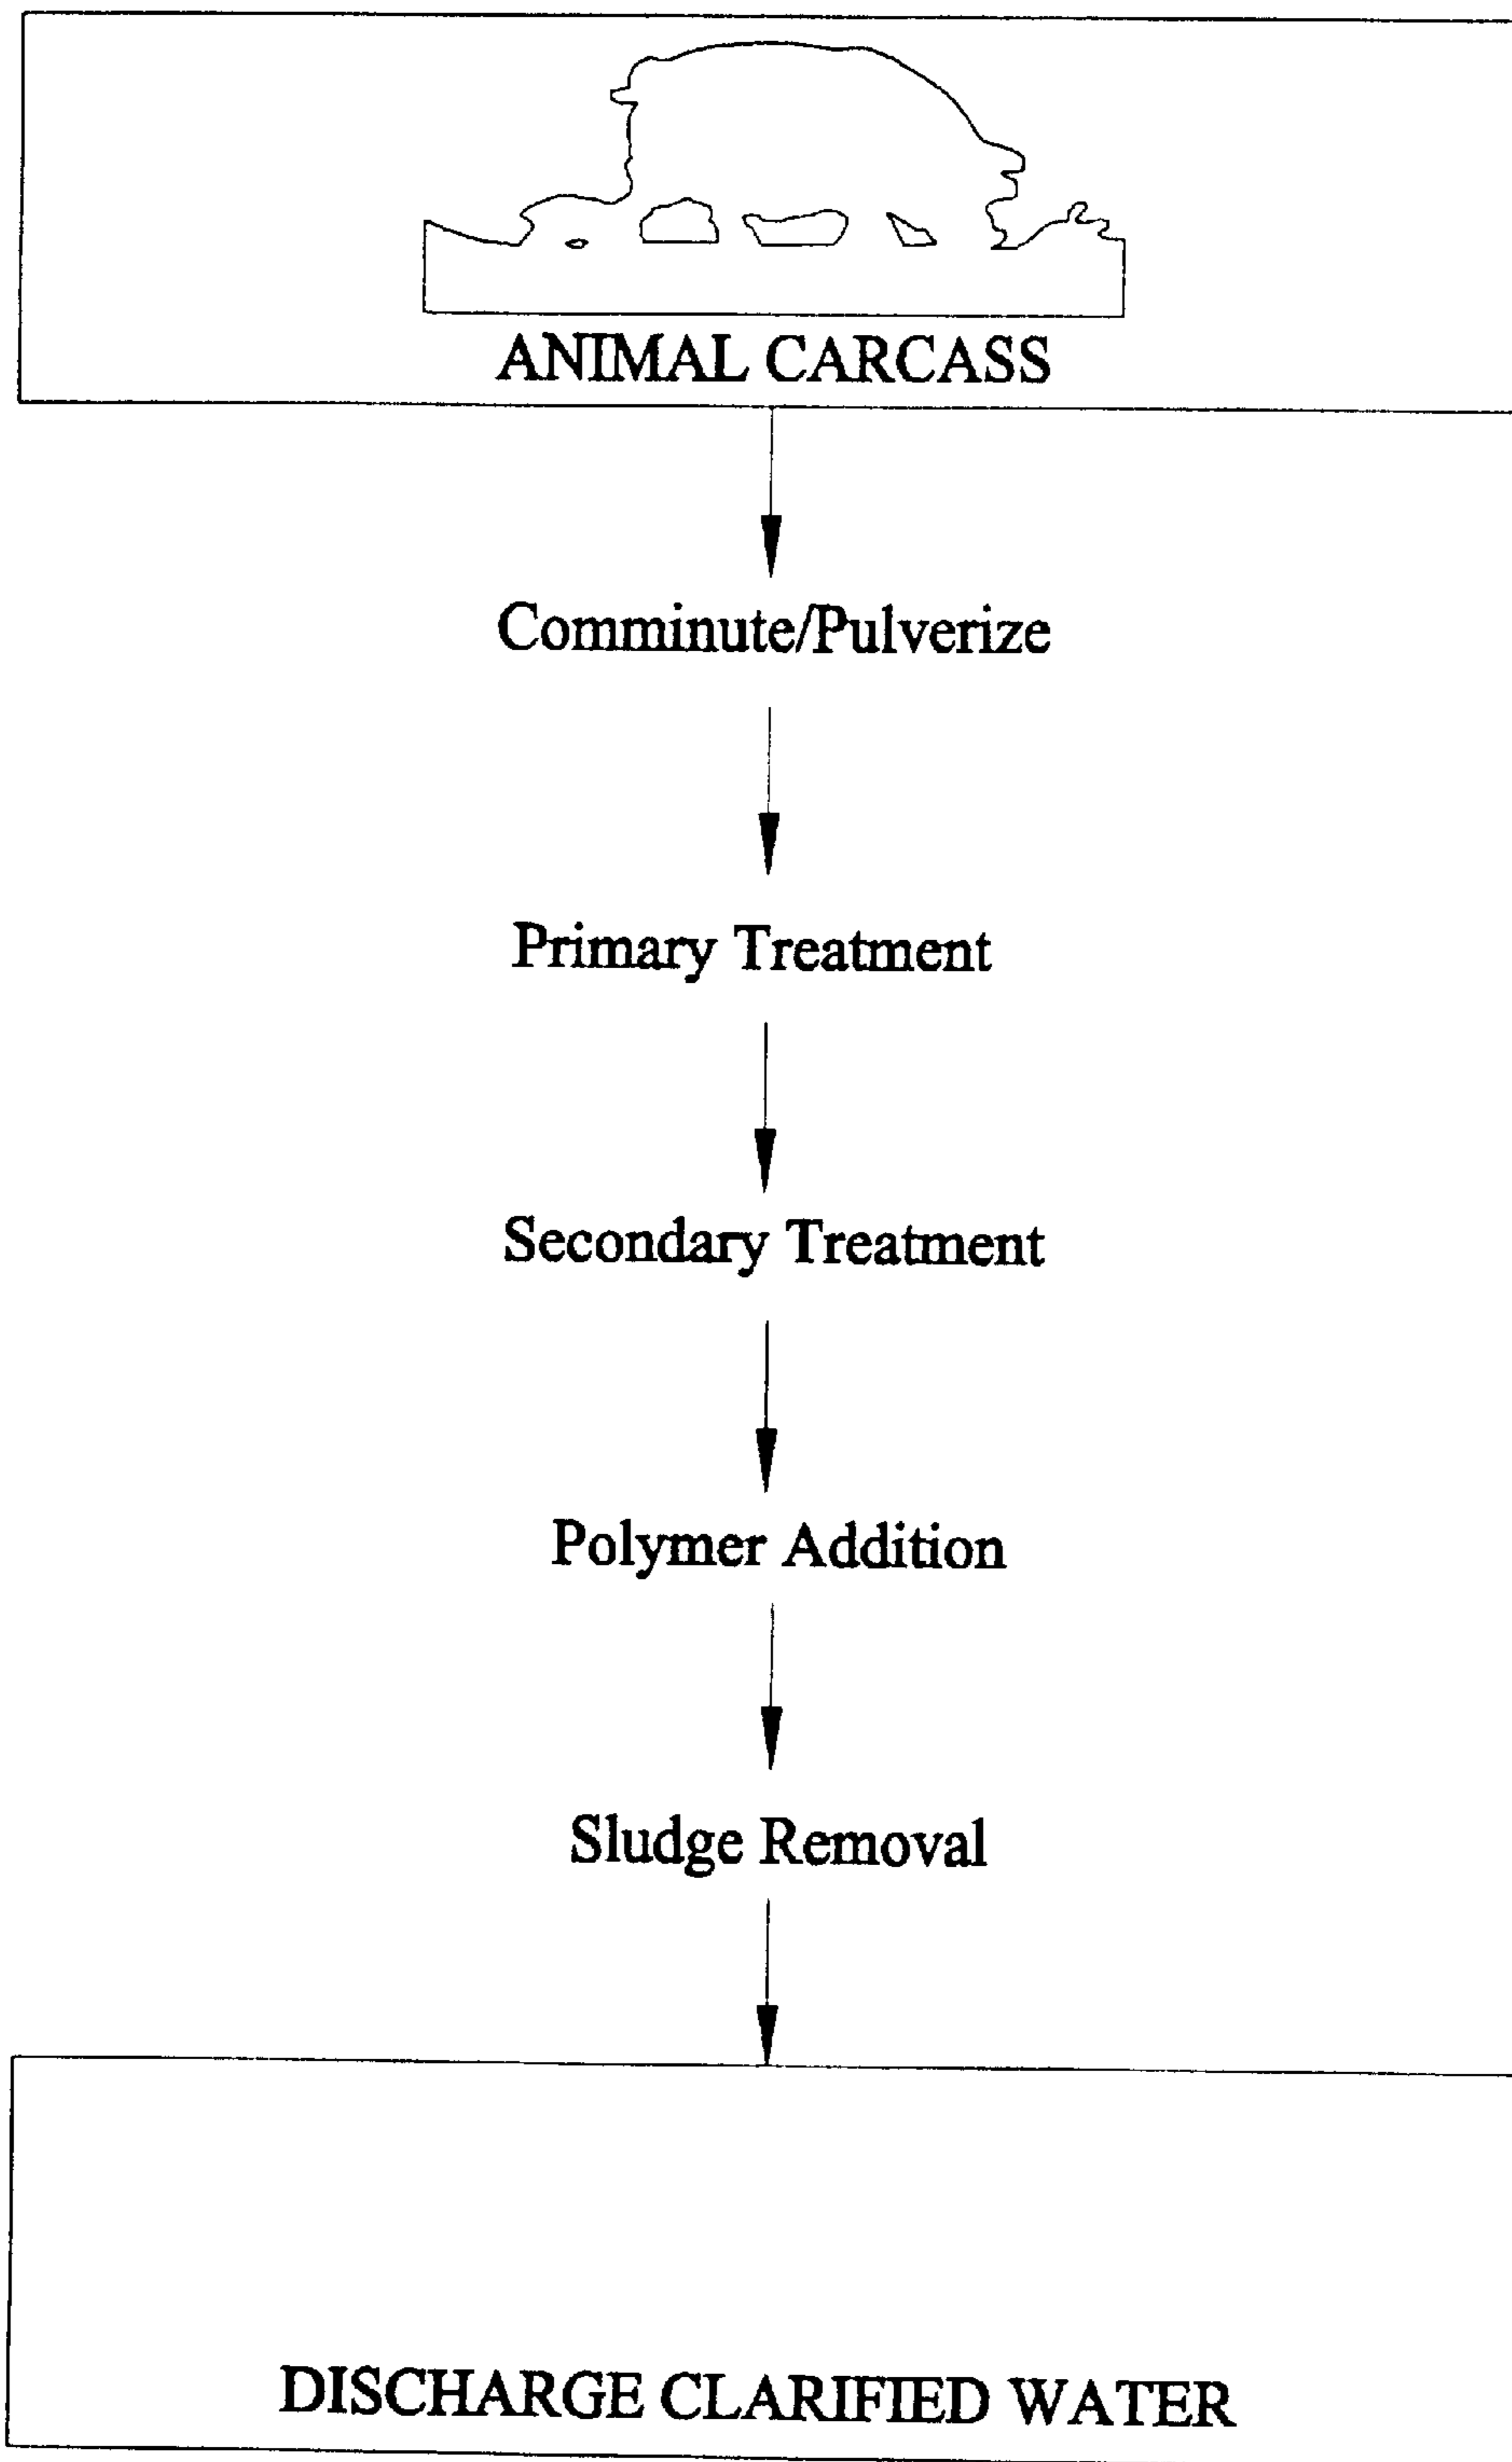 ANIMAL CARCASS
Comminute/Pulverize
Primary Treatment
Secondary Treatment
Polymer Addition
Sludge Removal
DISCHARGE CLARIFIED WATER